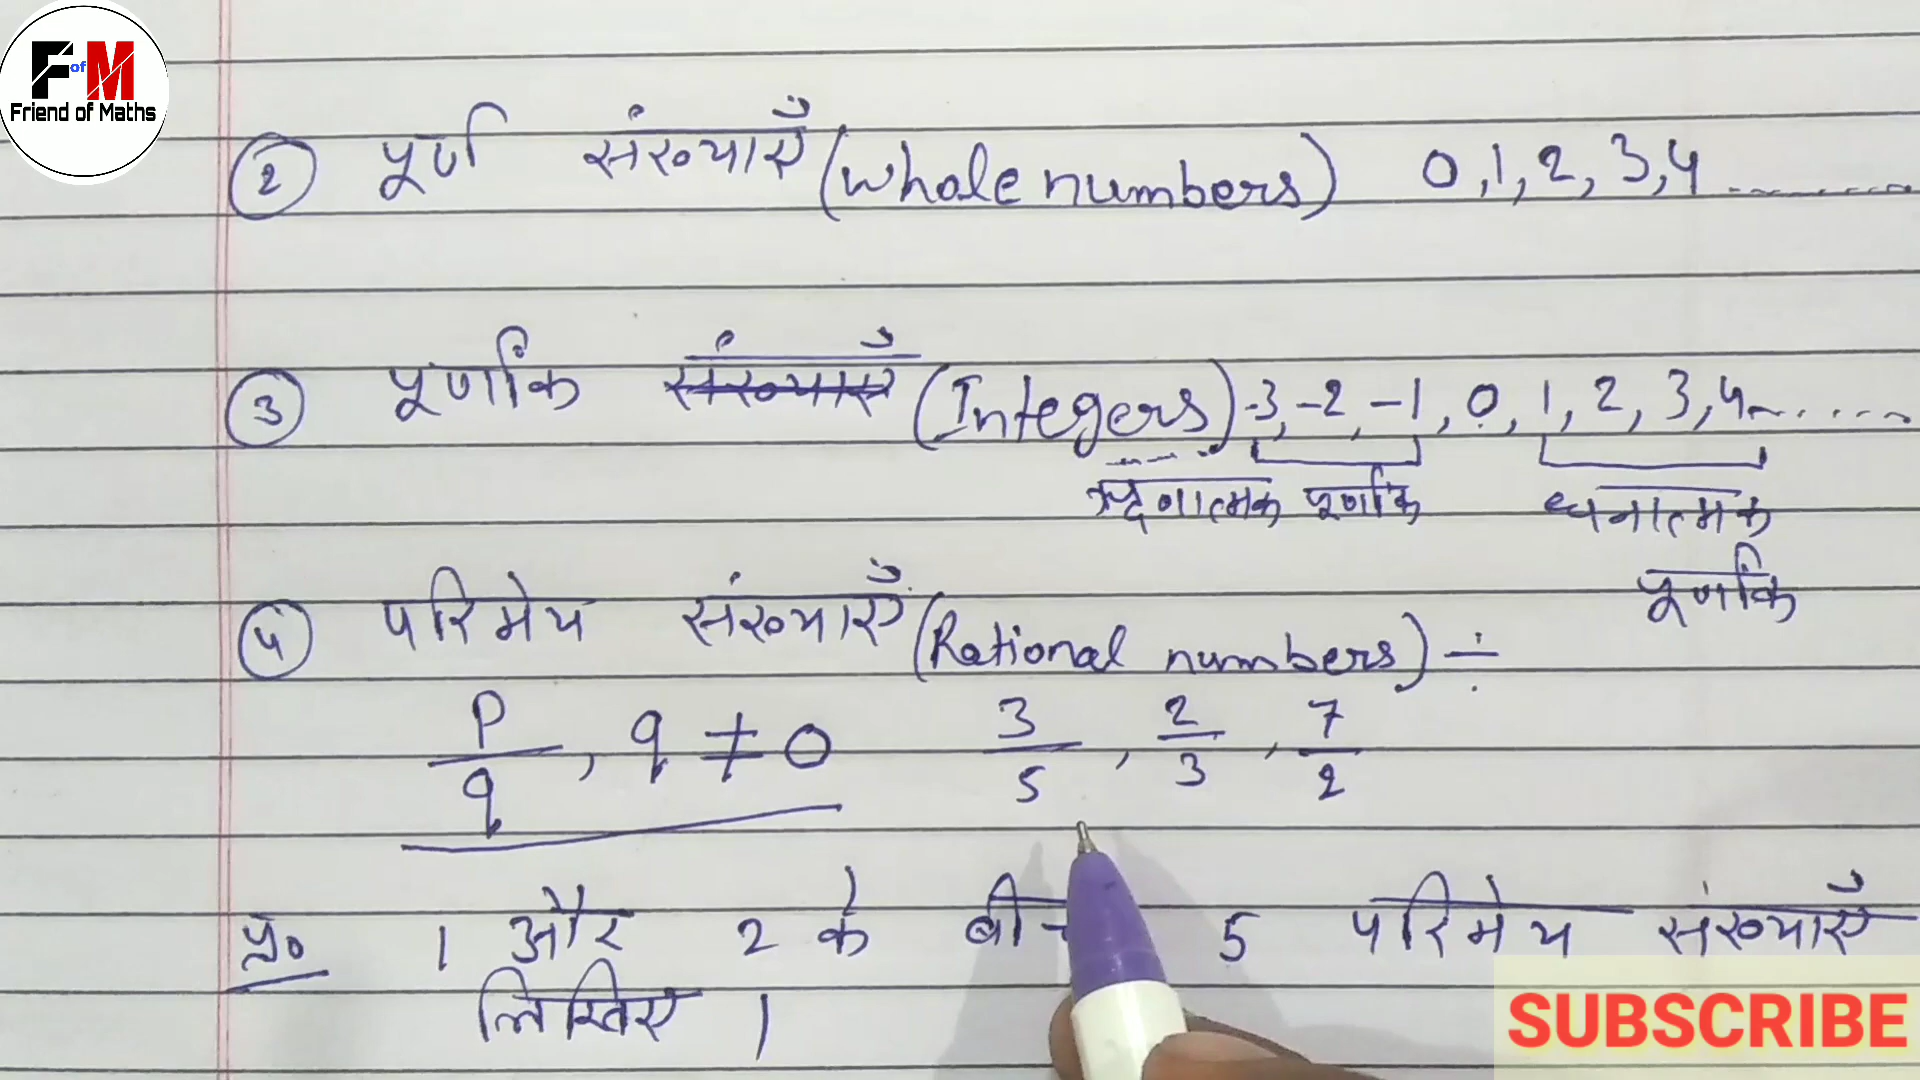 F of M
Friend of Maths
② पूर्ण संख्याएँ (Whole numbers) 0, 1, 2, 3, 4 ........
③ पूर्णांक संख्याएँ (Integers) -3, -2, -1, 0, 1, 2, 3, 4 ......
ऋणात्मक पूर्णांक धनात्मक
पूर्णांक
④ परिमेय संख्याएँ (Rational numbers) ÷
p/q, q ≠ 0 3/5, 2/3, 7/2
प्र० 1 और 2 के 5 परिमेय संख्याएँ
लिखिए ।
SUBSCRIBE